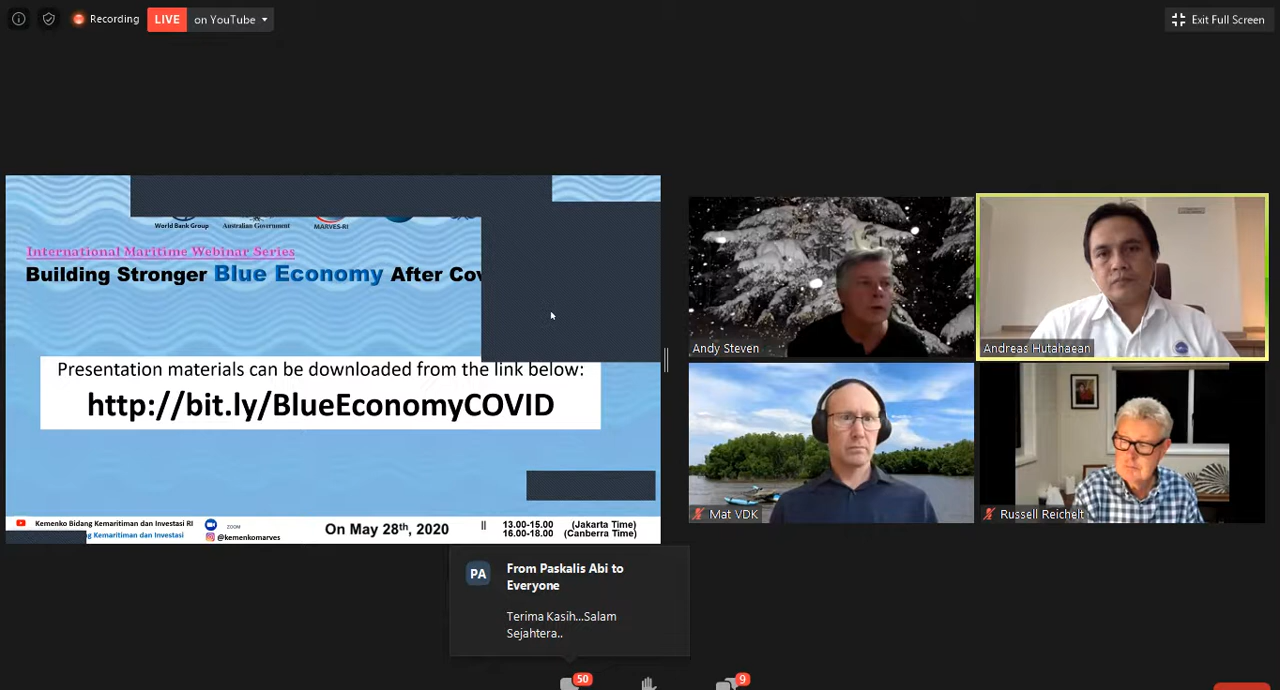 Recording
LIVE on YouTube
Exit Full Screen
World Bank Group
Australian Government
MARVES-RI
International Maritime Webinar Series
Building Stronger Blue Economy After Cov
Presentation materials can be downloaded from the link below:
http://bit.ly/BlueEconomyCOVID
Kemenko Bidang Kemaritiman dan Investasi RI
ZOOM
g Kemaritiman dan Investasi
@kemenkomarves
On May 28th, 2020
13.00-15.00 (Jakarta Time)
16.00-18.00 (Canberra Time)
Andy Steven
Andreas Hutahaean
Mat VDK
Russell Reichelt
PA
From Paskalis Abi to
Everyone
Terima Kasih...Salam
Sejahtera..
50
9